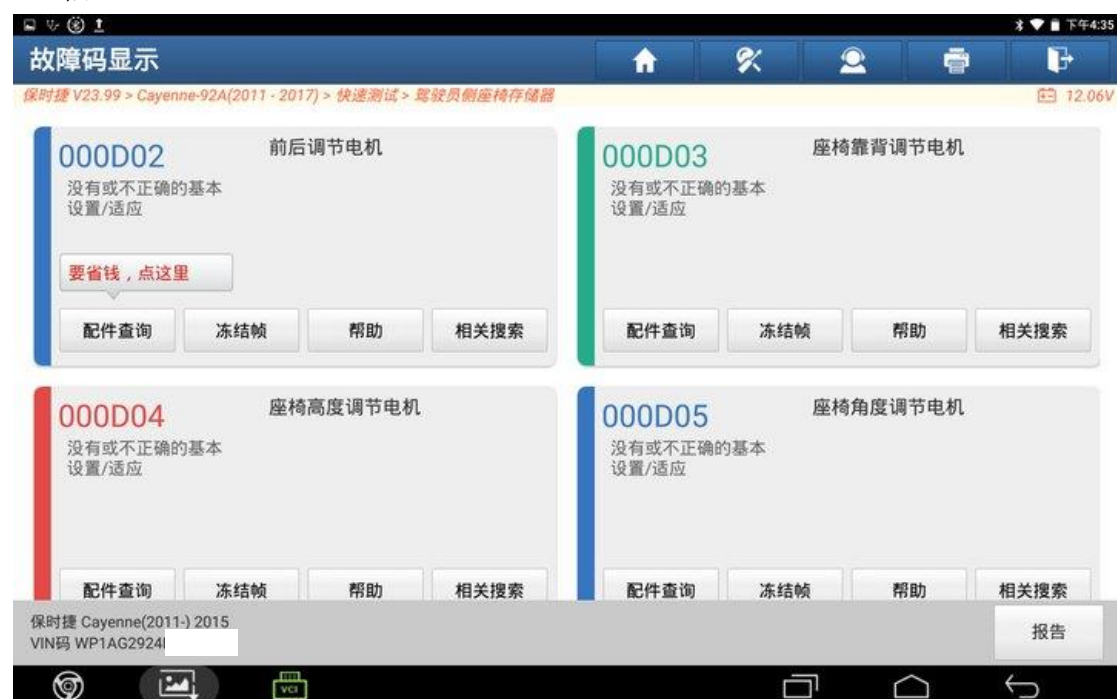 下午4:35
故障码显示
保时捷 V23.99 > Cayenne-92A(2011 - 2017) > 快速测试 > 驾驶员侧座椅存储器
12.06V
000D02
前后调节电机
没有或不正确的基本
设置/适应
要省钱，点这里
配件查询 冻结帧 帮助 相关搜索
000D03
座椅靠背调节电机
没有或不正确的基本
设置/适应
配件查询 冻结帧 帮助 相关搜索
000D04
座椅高度调节电机
没有或不正确的基本
设置/适应
配件查询 冻结帧 帮助 相关搜索
000D05
座椅角度调节电机
没有或不正确的基本
设置/适应
配件查询 冻结帧 帮助 相关搜索
保时捷 Cayenne(2011-) 2015
VIN码 WP1AG2924
报告
VCI